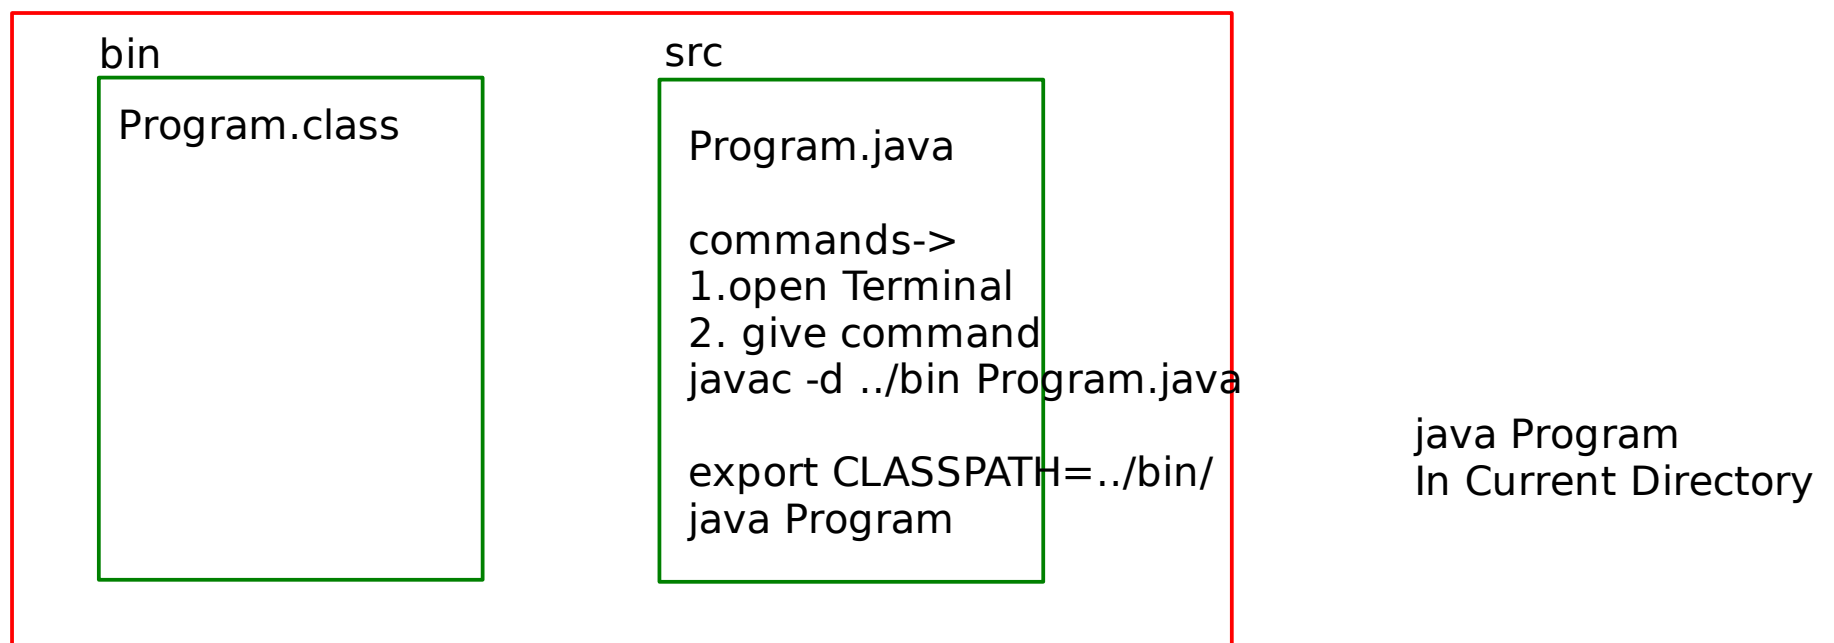 bin
Program.class
src
Program.java
commands->
1.open Terminal
2. give command
javac -d ../bin Program.java
export CLASSPATH=../bin/
java Program
java Program
In Current Directory